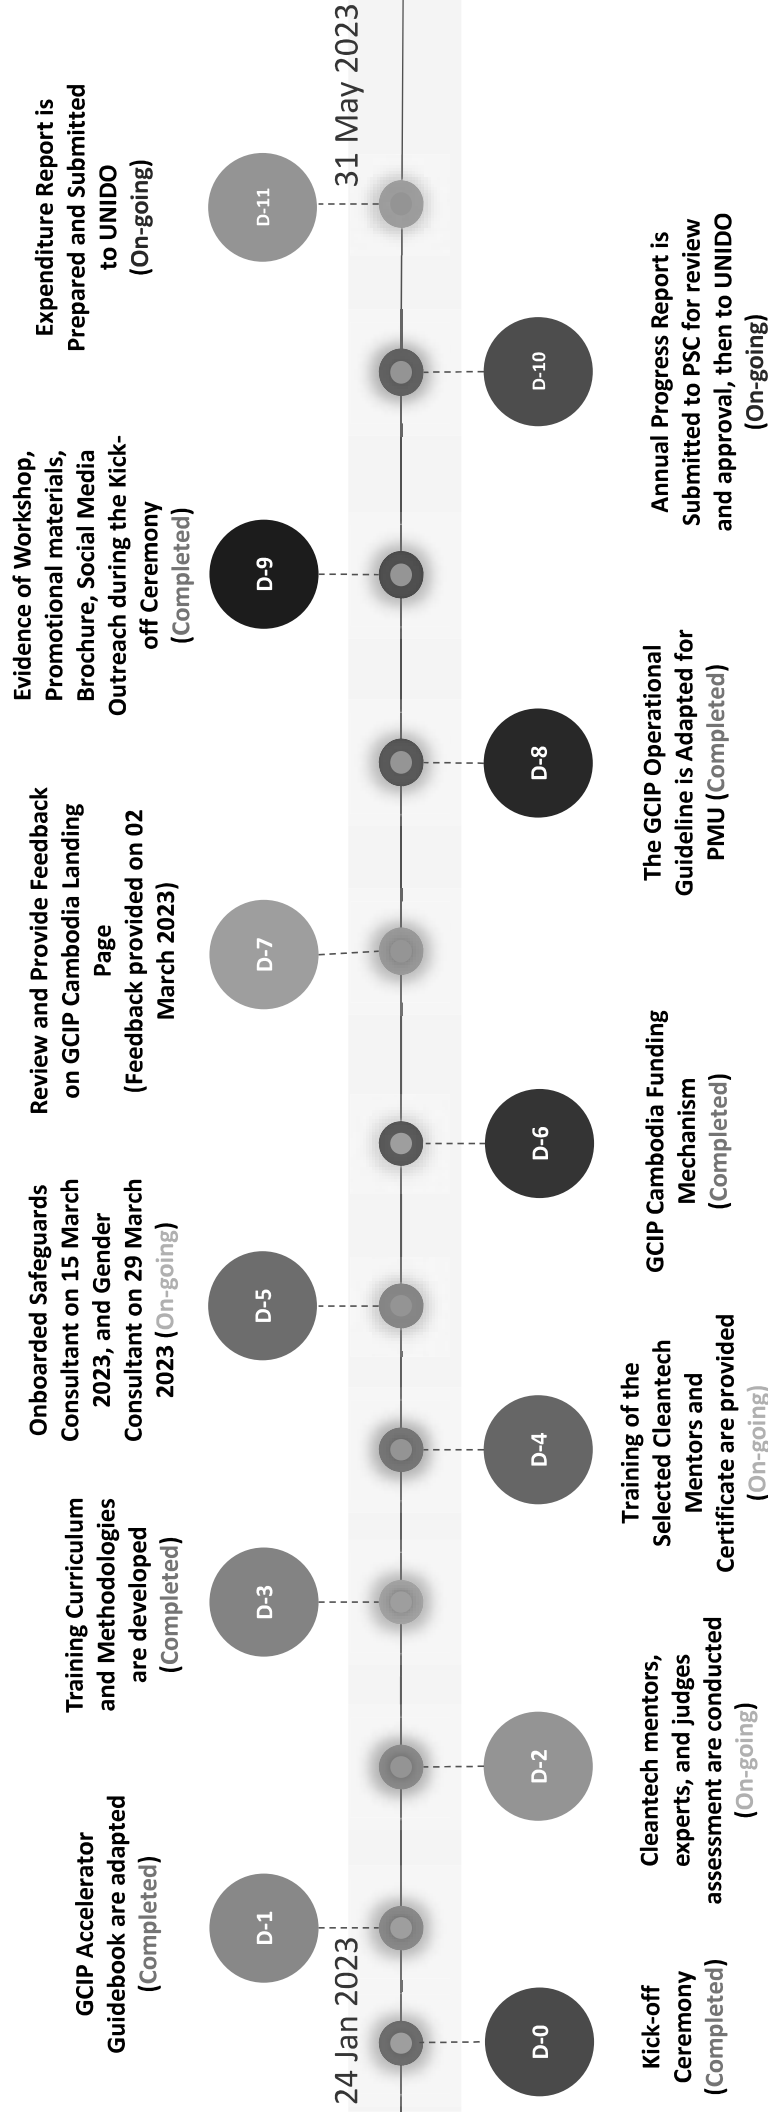 24 Jan 2023
31 May 2023
D-0
Kick-off
Ceremony
(Completed)
D-1
GCIP Accelerator
Guidebook are adapted
(Completed)
D-2
Cleantech mentors,
experts, and judges
assessment are conducted
(On-going)
D-3
Training Curriculum
and Methodologies
are developed
(Completed)
D-4
Training of the
Selected Cleantech
Mentors and
Certificate are provided
(On-going)
D-5
Onboarded Safeguards
Consultant on 15 March
2023, and Gender
Consultant on 29 March
2023 (On-going)
D-6
GCIP Cambodia Funding
Mechanism
(Completed)
D-7
Review and Provide Feedback
on GCIP Cambodia Landing
Page
(Feedback provided on 02
March 2023)
D-8
The GCIP Operational
Guideline is Adapted for
PMU (Completed)
D-9
Evidence of Workshop,
Promotional materials,
Brochure, Social Media
Outreach during the Kick-
off Ceremony
(Completed)
D-10
Annual Progress Report is
Submitted to PSC for review
and approval, then to UNIDO
(On-going)
D-11
Expenditure Report is
Prepared and Submitted
to UNIDO
(On-going)